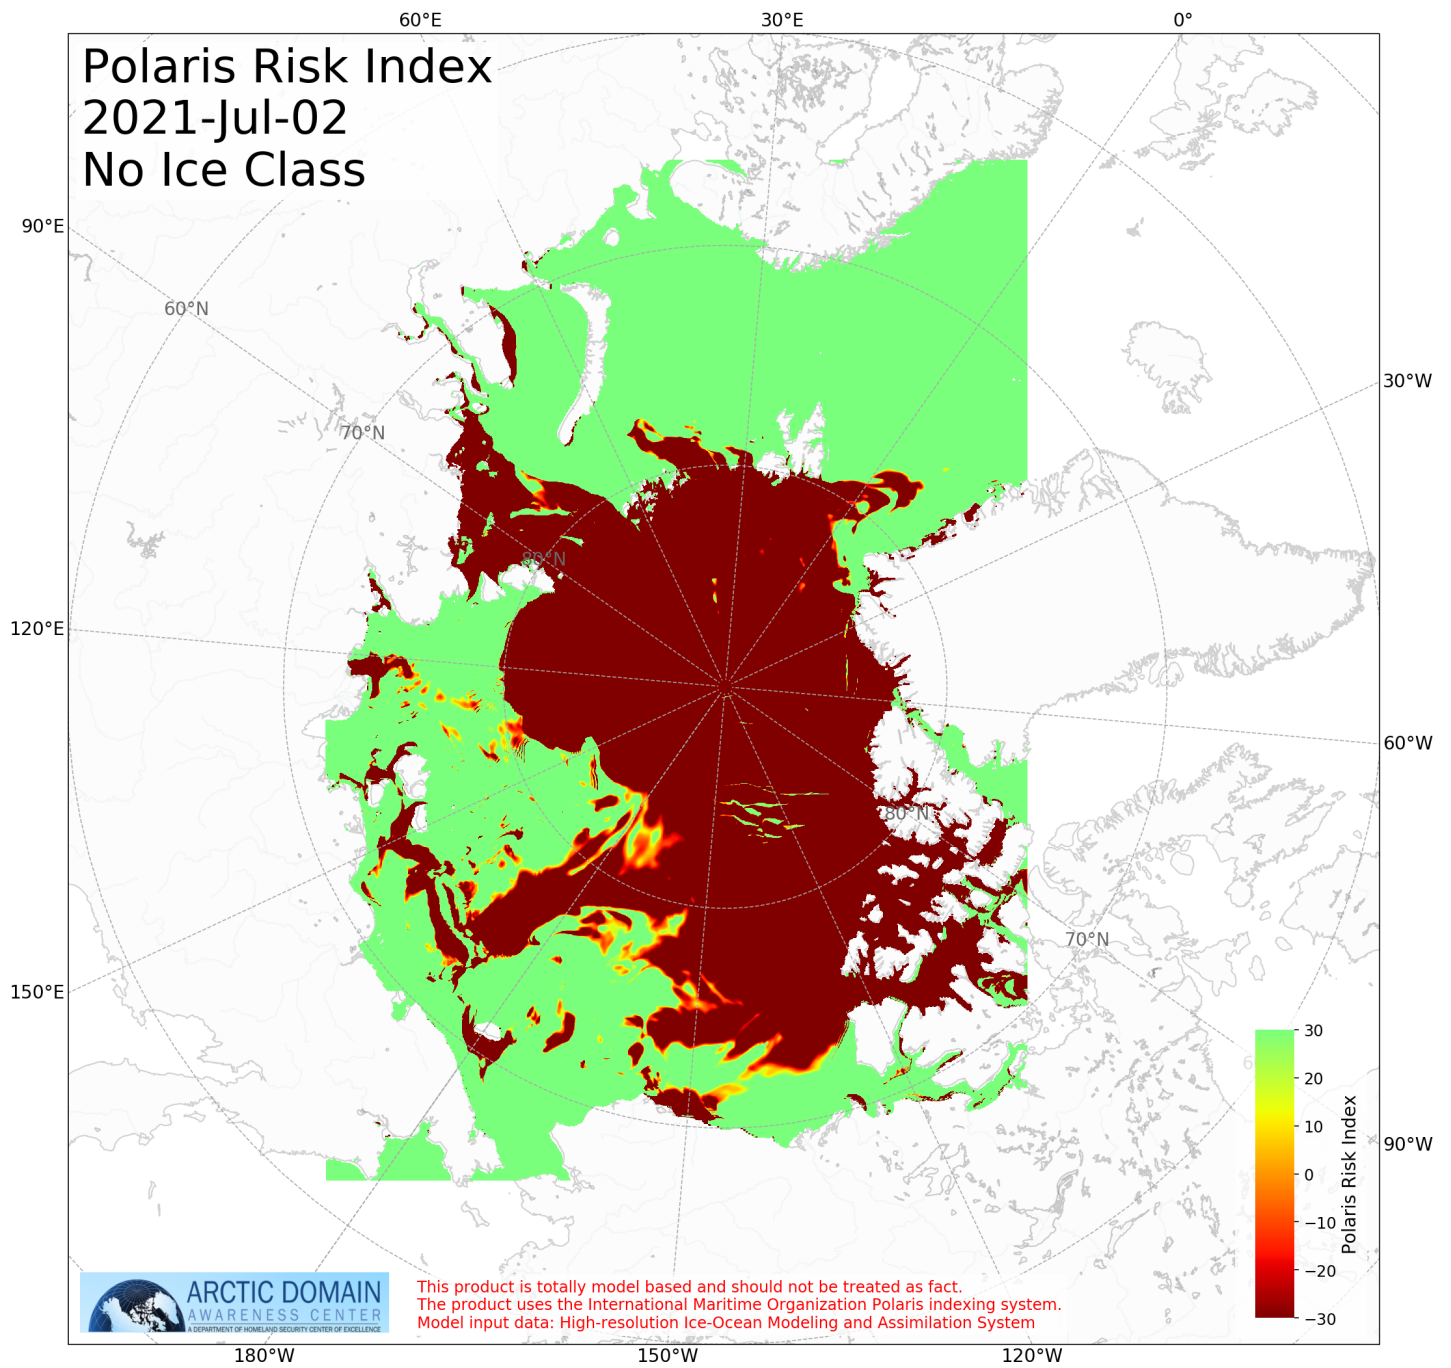 60°E
30°E
0°
Polaris Risk Index
2021-Jul-02
No Ice Class
90°E
60°N
30°W
70°N
80°N
120°E
60°W
80°N
70°N
150°E
30
20
10
0
−10
−20
−30
Polaris Risk Index
90°W
ARCTIC DOMAIN
AWARENESS CENTER
A DEPARTMENT OF HOMELAND SECURITY CENTER OF EXCELLENCE
This product is totally model based and should not be treated as fact.
The product uses the International Maritime Organization Polaris indexing system.
Model input data: High-resolution Ice-Ocean Modeling and Assimilation System
180°W
150°W
120°W